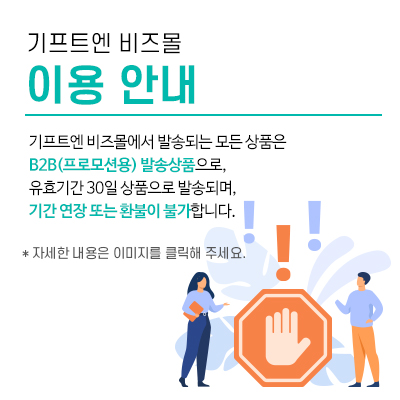 기프트엔 비즈몰
이용 안내
기프트엔 비즈몰에서 발송되는 모든 상품은
B2B(프로모션용) 발송상품으로,
유효기간 30일 상품으로 발송되며,
기간 연장 또는 환불이 불가합니다.
* 자세한 내용은 이미지를 클릭해 주세요.